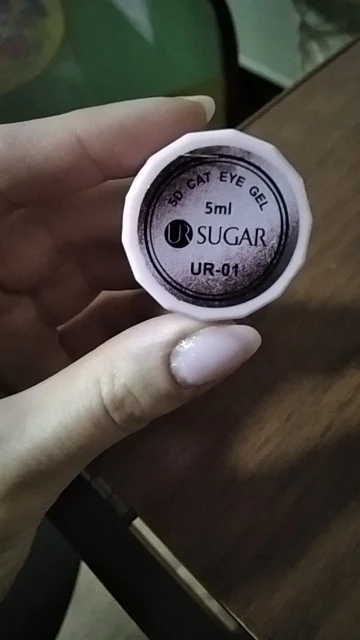 5D CAT EYE GEL
5ml
UR SUGAR
UR-01